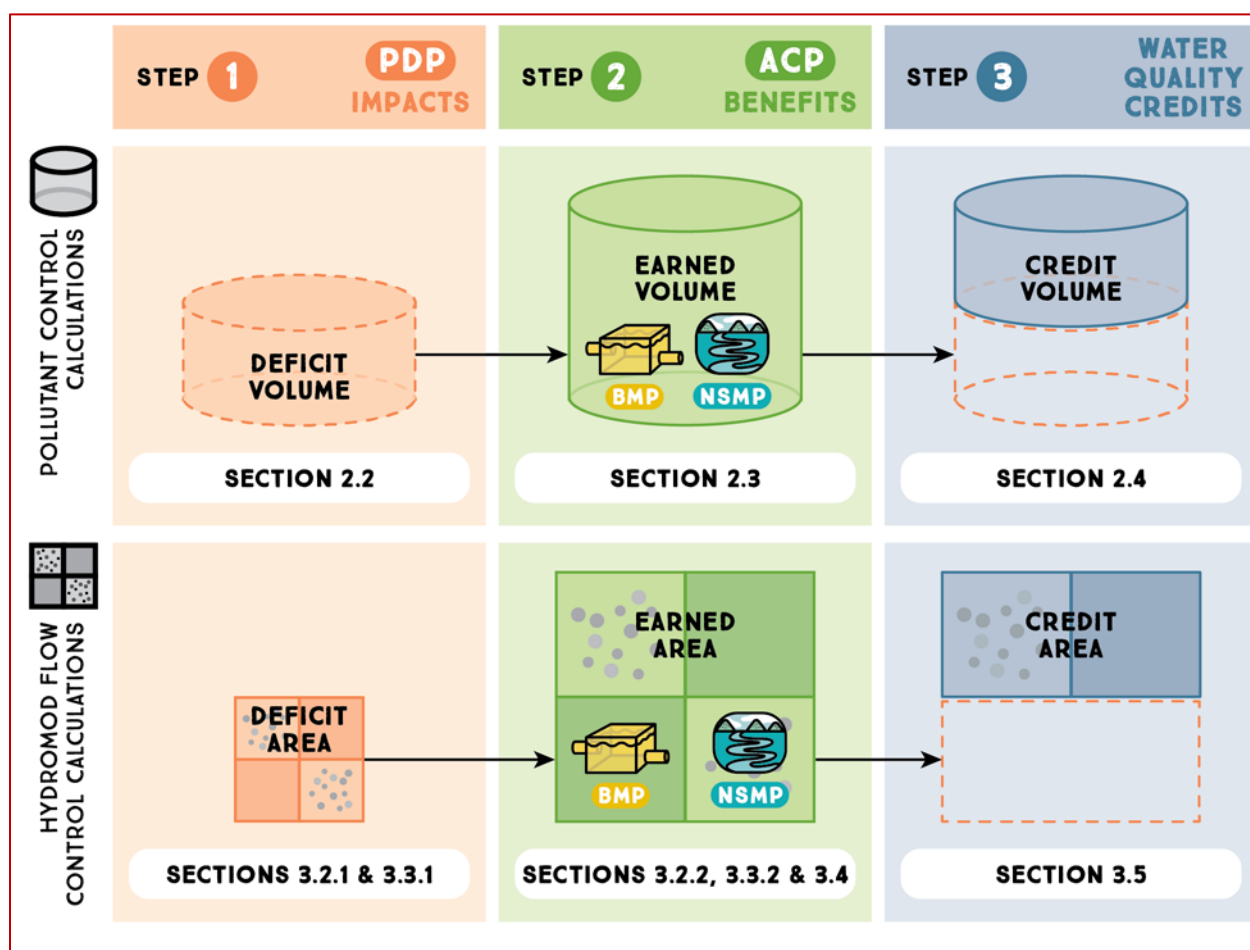 STEP 1
PDP
IMPACTS
STEP 2
ACP
BENEFITS
STEP 3
WATER
QUALITY
CREDITS
POLLUTANT CONTROL
CALCULATIONS
DEFICIT
VOLUME
SECTION 2.2
EARNED
VOLUME
BMP
NSMP
SECTION 2.3
CREDIT
VOLUME
SECTION 2.4
HYDROMOD FLOW
CONTROL CALCULATIONS
DEFICIT
AREA
SECTIONS 3.2.1 & 3.3.1
EARNED
AREA
BMP
NSMP
SECTIONS 3.2.2, 3.3.2 & 3.4
CREDIT
AREA
SECTION 3.5